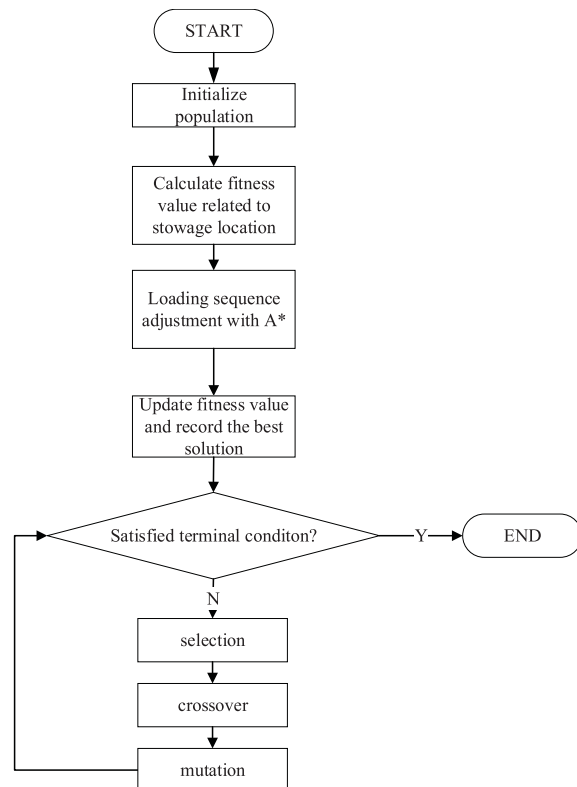 START
Initialize
population
Calculate fitness
value related to
stowage location
Loading sequence
adjustment with A*
Update fitness value
and record the best
solution
Satisfied terminal conditon?
Y
END
N
selection
crossover
mutation